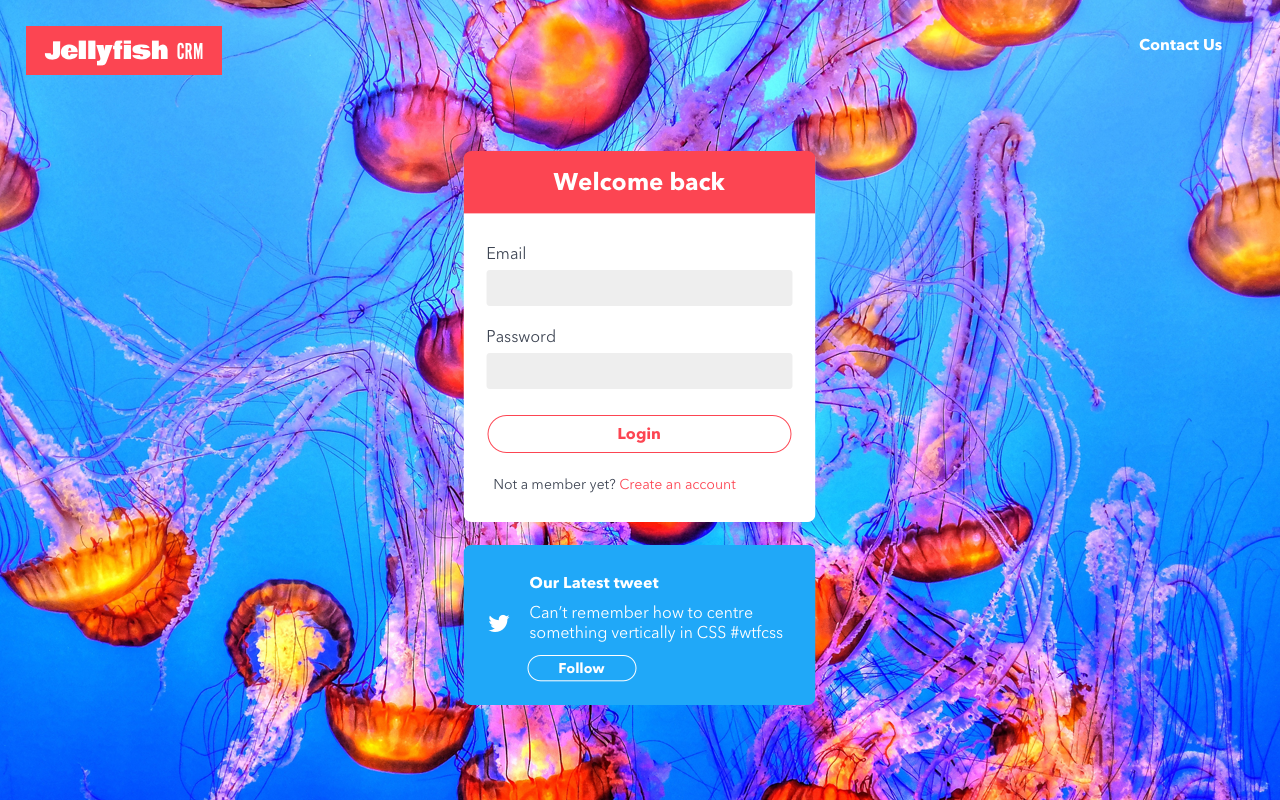 Jellyfish CRM
Contact Us
Welcome back
Email
Password
Login
Not a member yet? Create an account
Our Latest tweet
Can’t remember how to centre
something vertically in CSS #wtfcss
Follow